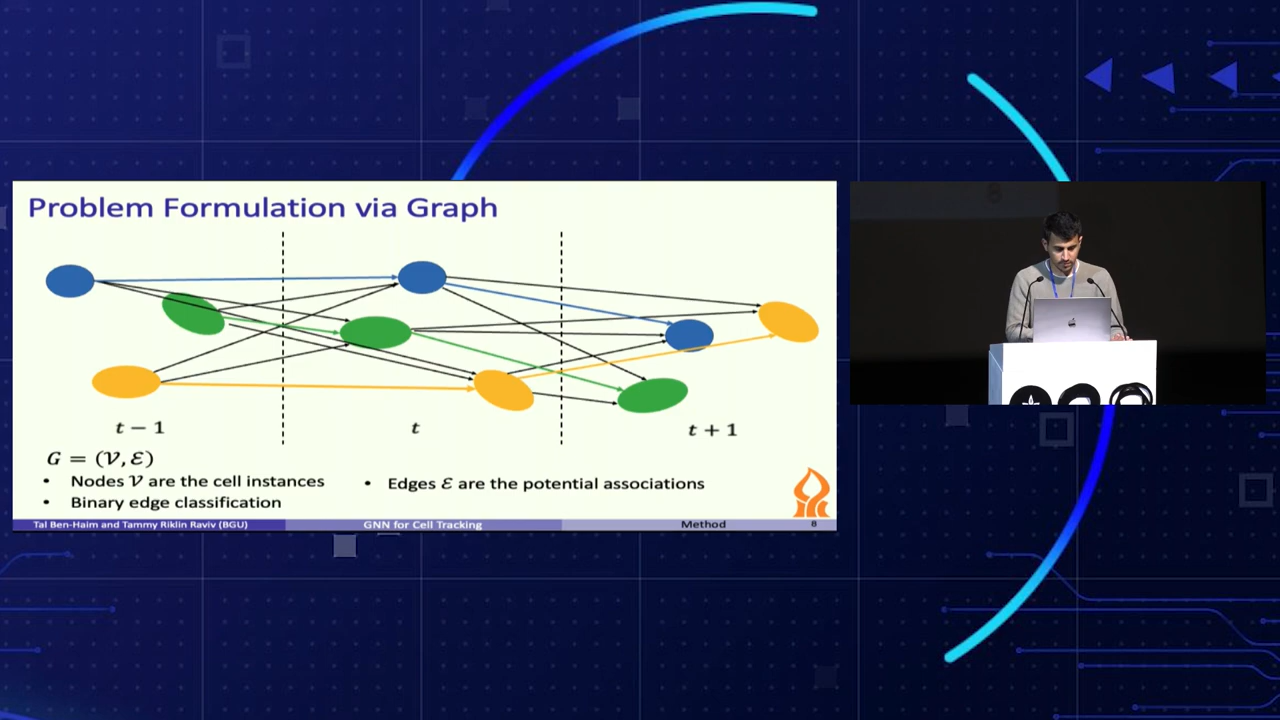 Problem Formulation via Graph
t − 1
t
t + 1
G = (𝒱, ℰ)
• Nodes 𝒱 are the cell instances
• Edges ℰ are the potential associations
• Binary edge classification
Tal Ben-Haim and Tammy Riklin Raviv (BGU)
GNN for Cell Tracking
Method
8